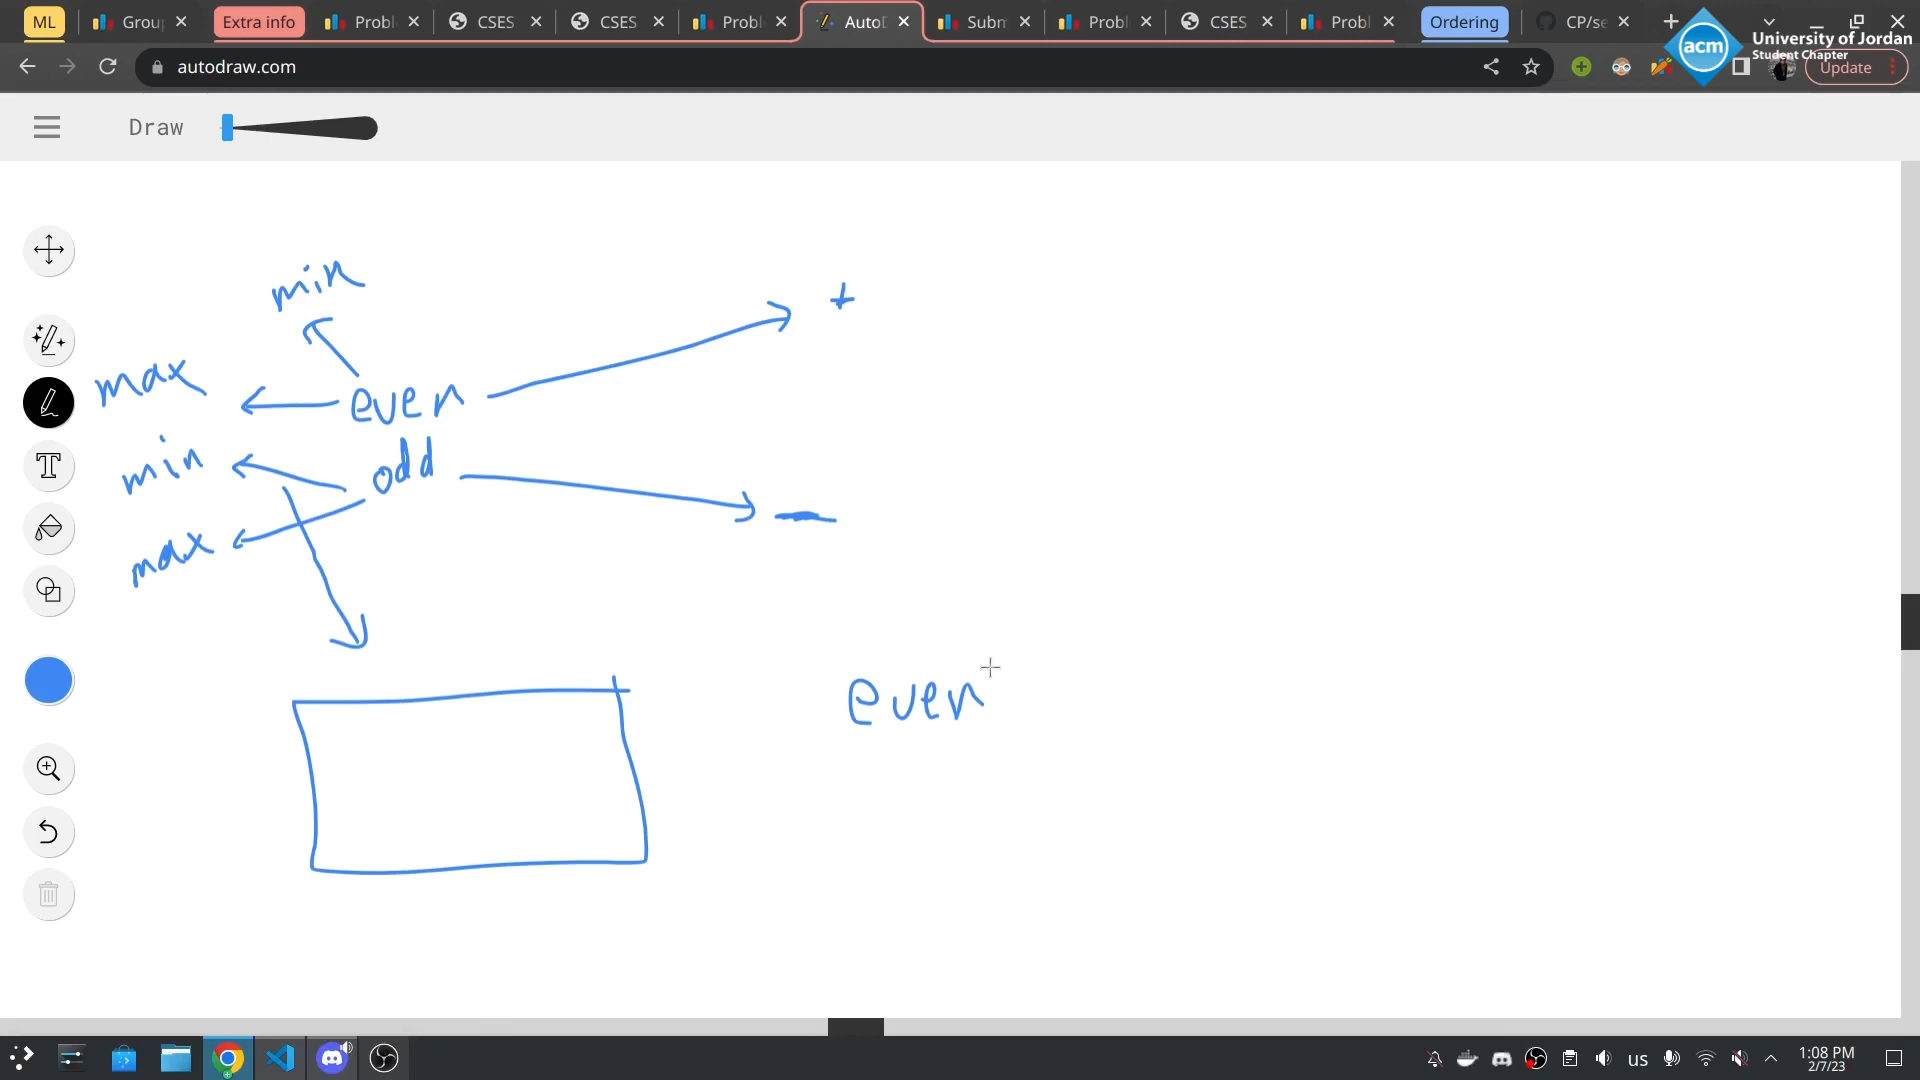 ML
Grou
Extra info
Probl
CSES
CSES
Probl
AutoD
Subm
Probl
CSES
Probl
Ordering
CP/se
acm
University of Jordan
Student Chapter
autodraw.com
Update
Draw
min
+
max
even
min
odd
max
even
us
1:08 PM
2/7/23